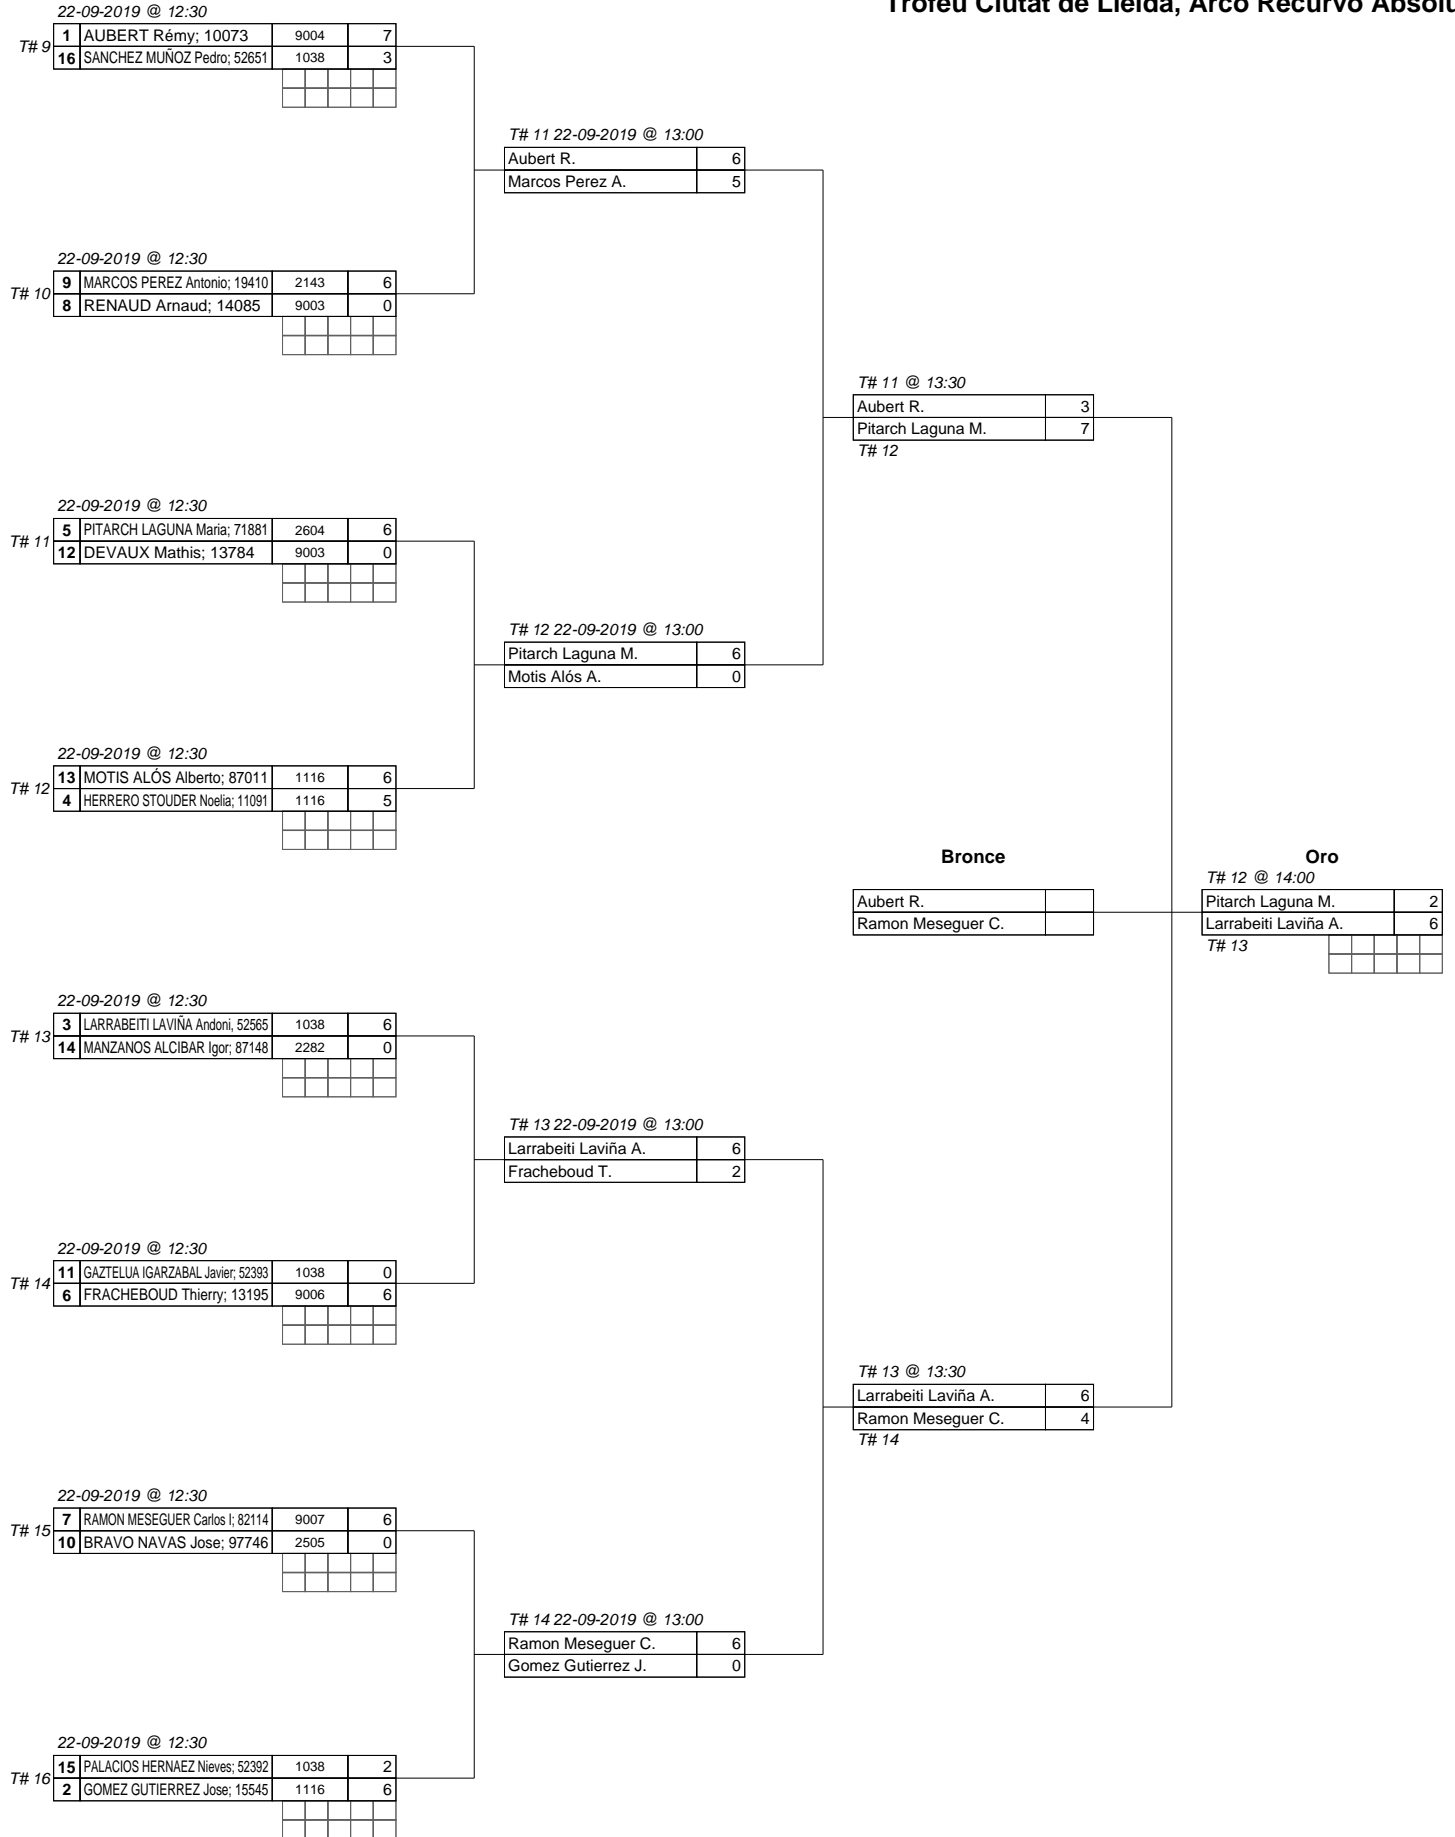 Trofeu Ciutat de Lleida, Arco Recurvo Absolu
22-09-2019 @ 12:30
T# 9
1 AUBERT Rémy; 10073 9004 7
16 SANCHEZ MUÑOZ Pedro; 52651 1038 3
T# 11 22-09-2019 @ 13:00
Aubert R. 6
Marcos Perez A. 5
22-09-2019 @ 12:30
T# 10
9 MARCOS PEREZ Antonio; 19410 2143 6
8 RENAUD Arnaud; 14085 9003 0
T# 11 @ 13:30
Aubert R. 3
Pitarch Laguna M. 7
T# 12
22-09-2019 @ 12:30
T# 11
5 PITARCH LAGUNA Maria; 71881 2604 6
12 DEVAUX Mathis; 13784 9003 0
T# 12 22-09-2019 @ 13:00
Pitarch Laguna M. 6
Motis Alós A. 0
22-09-2019 @ 12:30
T# 12
13 MOTIS ALÓS Alberto; 87011 1116 6
4 HERRERO STOUDER Noelia; 11091 1116 5
Bronce
Aubert R.
Ramon Meseguer C.
Oro
T# 12 @ 14:00
Pitarch Laguna M. 2
Larrabeiti Laviña A. 6
T# 13
22-09-2019 @ 12:30
T# 13
3 LARRABEITI LAVIÑA Andoni, 52565 1038 6
14 MANZANOS ALCIBAR Igor; 87148 2282 0
T# 13 22-09-2019 @ 13:00
Larrabeiti Laviña A. 6
Fracheboud T. 2
22-09-2019 @ 12:30
T# 14
11 GAZTELUA IGARZABAL Javier; 52393 1038 0
6 FRACHEBOUD Thierry; 13195 9006 6
T# 13 @ 13:30
Larrabeiti Laviña A. 6
Ramon Meseguer C. 4
T# 14
22-09-2019 @ 12:30
T# 15
7 RAMON MESEGUER Carlos I; 82114 9007 6
10 BRAVO NAVAS Jose; 97746 2505 0
T# 14 22-09-2019 @ 13:00
Ramon Meseguer C. 6
Gomez Gutierrez J. 0
22-09-2019 @ 12:30
T# 16
15 PALACIOS HERNAEZ Nieves; 52392 1038 2
2 GOMEZ GUTIERREZ Jose; 15545 1116 6